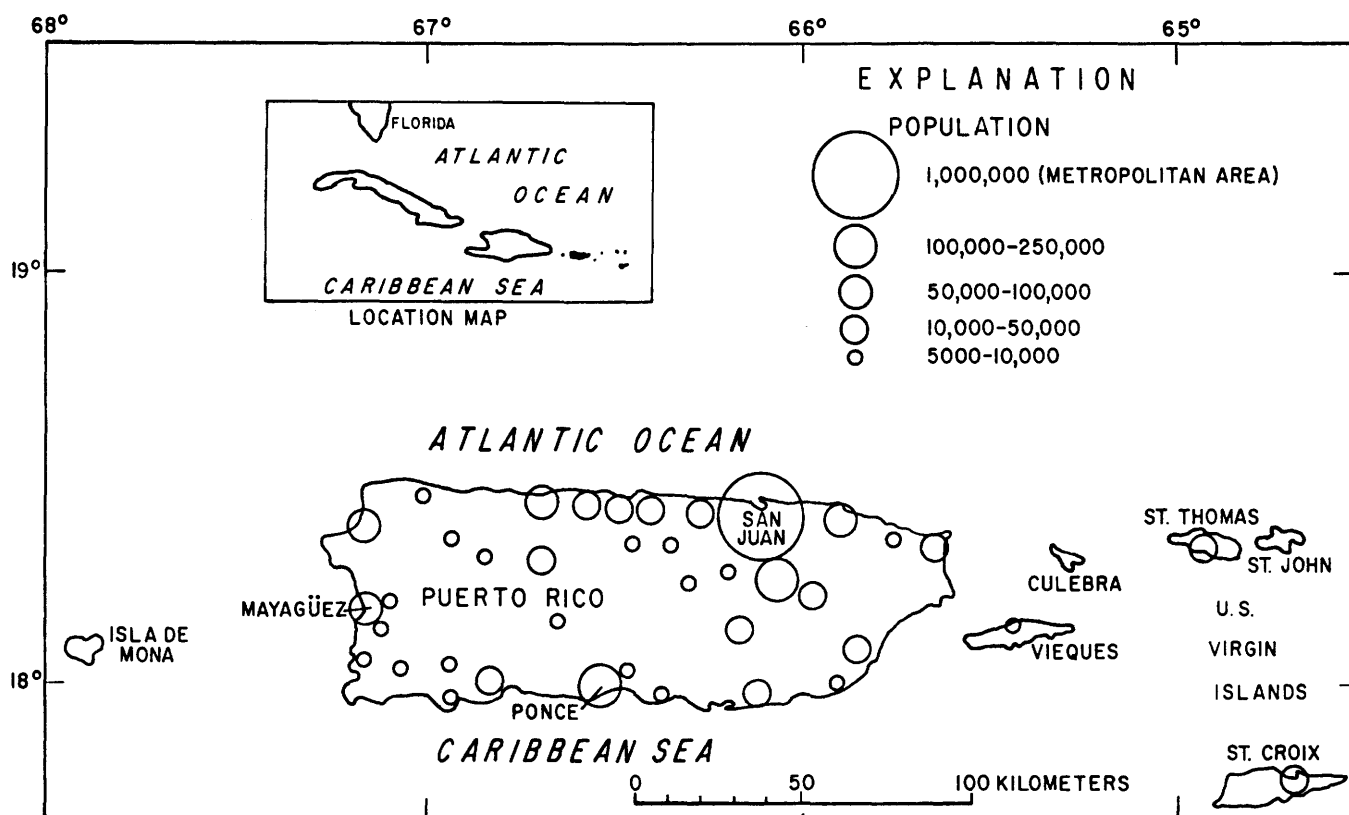 68°
67°
66°
65°
EXPLANATION
POPULATION
1,000,000 (METROPOLITAN AREA)
100,000-250,000
50,000-100,000
10,000-50,000
5000-10,000
FLORIDA
ATLANTIC
OCEAN
CARIBBEAN SEA
LOCATION MAP
19°
ATLANTIC OCEAN
SAN
JUAN
ST. THOMAS
ST. JOHN
CULEBRA
PUERTO RICO
MAYAGÜEZ
ISLA DE
MONA
VIEQUES
U.S.
VIRGIN
ISLANDS
18°
PONCE
CARIBBEAN SEA
ST. CROIX
0
50
100 KILOMETERS